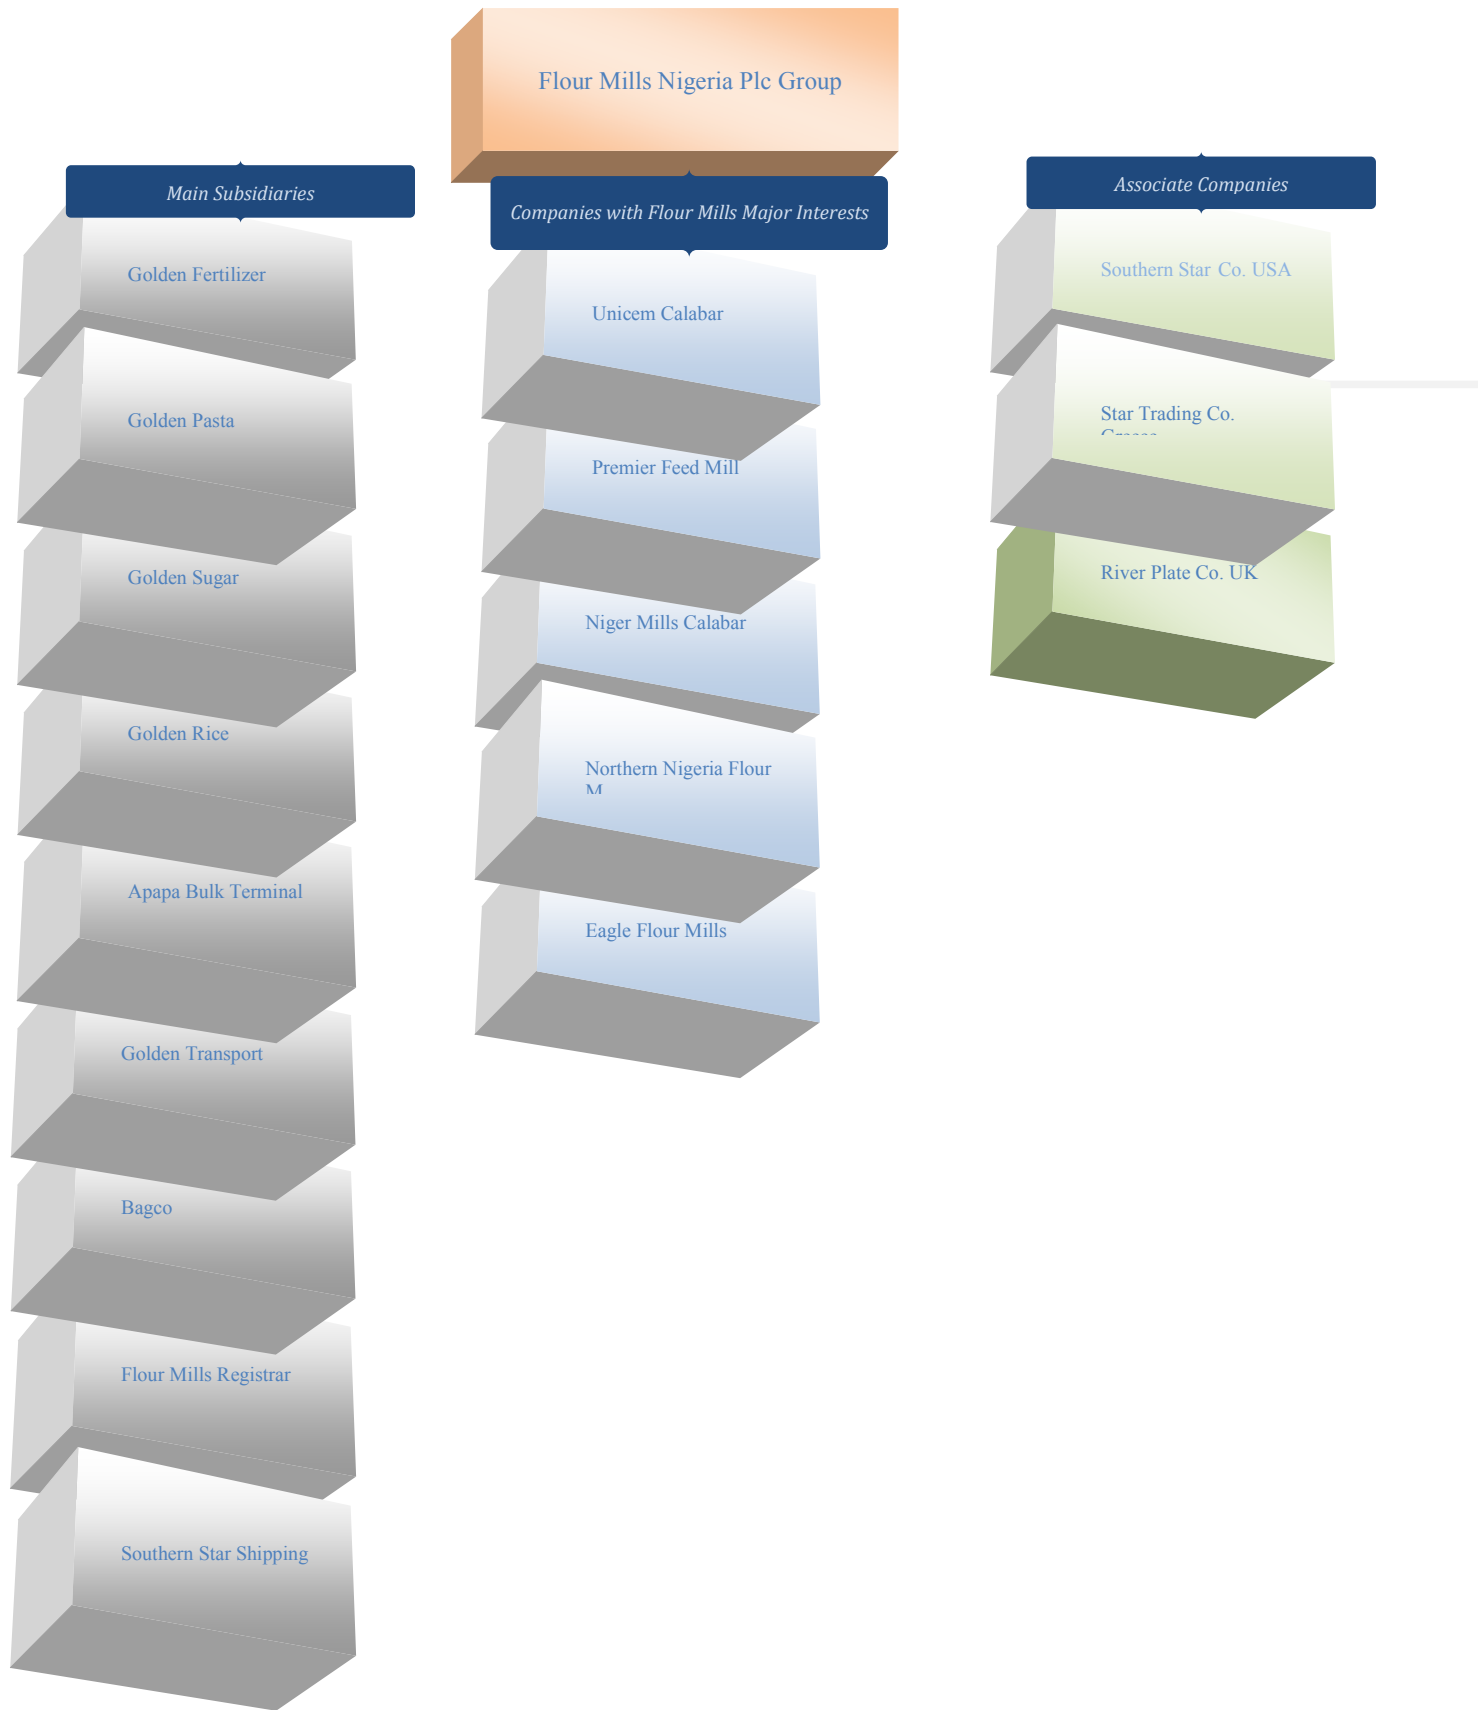 Flour Mills Nigeria Plc Group
Main Subsidiaries
Golden Fertilizer
Golden Pasta
Golden Sugar
Golden Rice
Apapa Bulk Terminal
Golden Transport
Bagco
Flour Mills Registrar
Southern Star Shipping
Companies with Flour Mills Major Interests
Unicem Calabar
Premier Feed Mill
Niger Mills Calabar
Northern Nigeria Flour
M
Eagle Flour Mills
Associate Companies
Southern Star Co. USA
Star Trading Co.
River Plate Co. UK